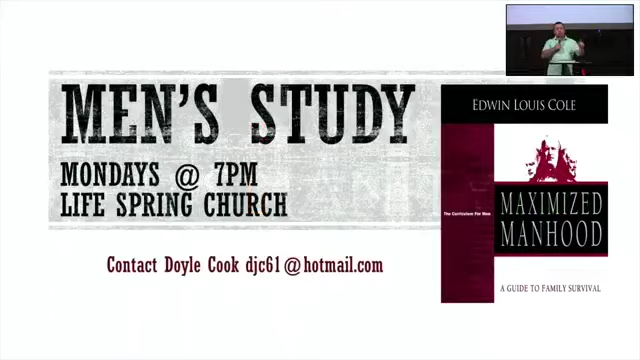 MEN'S STUDY
MONDAYS @ 7PM
LIFE SPRING CHURCH
Contact Doyle Cook djc61@hotmail.com
EDWIN LOUIS COLE
The Curriculum For Men
MAXIMIZED
MANHOOD
A GUIDE TO FAMILY SURVIVAL